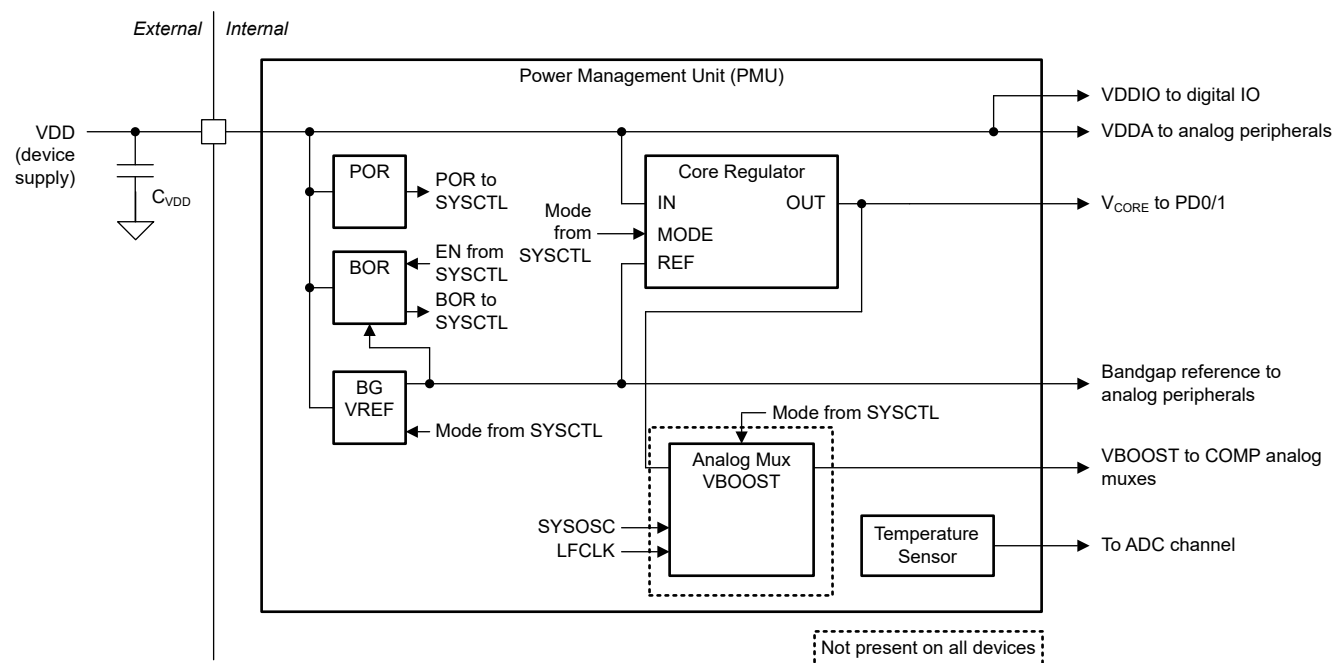 External
Internal
Power Management Unit (PMU)
VDD
(device
supply)
CVDD
POR
POR to
SYSCTL
BOR
EN from
SYSCTL
BOR to
SYSCTL
BG
VREF
Mode from SYSCTL
Core Regulator
IN
OUT
MODE
REF
Mode
from
SYSCTL
Mode from SYSCTL
Analog Mux
VBOOST
SYSOSC
LFCLK
Temperature
Sensor
VDDIO to digital IO
VDDA to analog peripherals
VCORE to PD0/1
Bandgap reference to
analog peripherals
VBOOST to COMP analog
muxes
To ADC channel
Not present on all devices